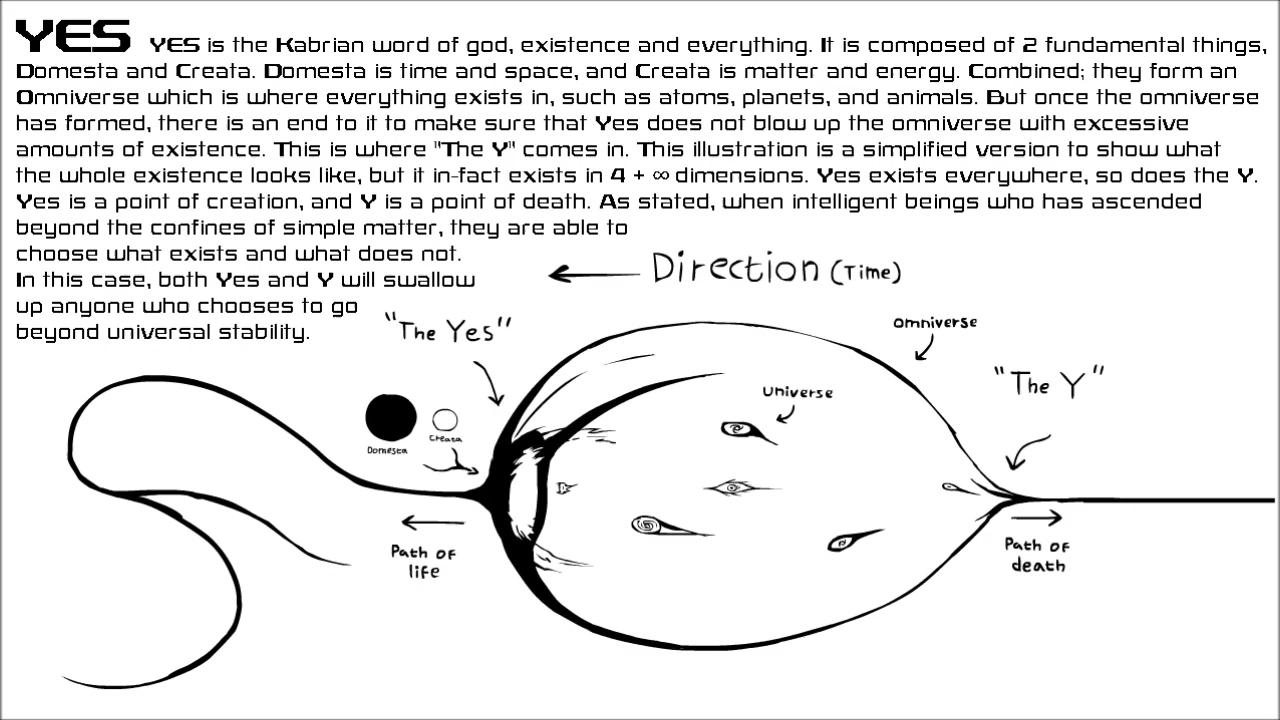 YES YES is the Kabrian word of god, existence and everything. It is composed of 2 fundamental things,
Domesta and Creata. Domesta is time and space, and Creata is matter and energy. Combined; they form an
Omniverse which is where everything exists in, such as atoms, planets, and animals. But once the omniverse
has formed, there is an end to it to make sure that Yes does not blow up the omniverse with excessive
amounts of existence. This is where "The Y" comes in. This illustration is a simplified version to show what
the whole existence looks like, but it in-fact exists in 4 + ∞ dimensions. Yes exists everywhere, so does the Y.
Yes is a point of creation, and Y is a point of death. As stated, when intelligent beings who has ascended
beyond the confines of simple matter, they are able to
choose what exists and what does not.
In this case, both Yes and Y will swallow
up anyone who chooses to go
beyond universal stability.
Direction (Time)
"The Yes"
Omniverse
"The Y"
Universe
Domesta
Creata
Path of
life
Path of
death